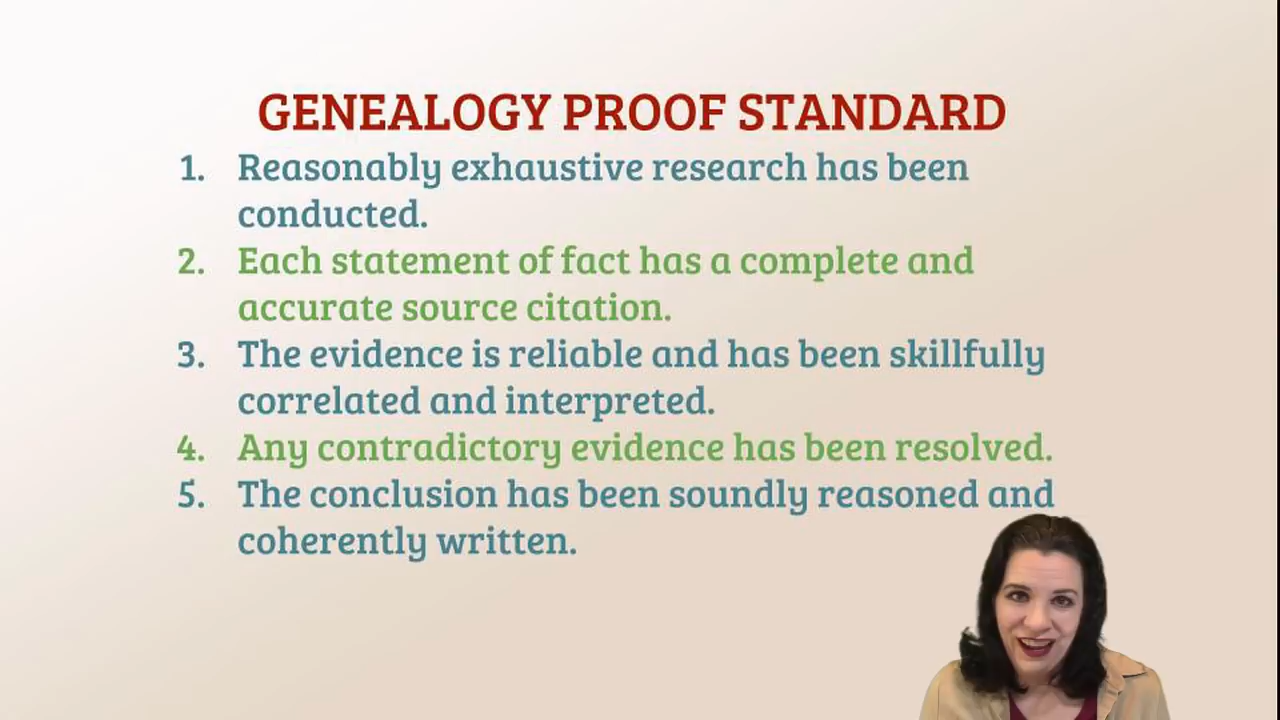 GENEALOGY PROOF STANDARD
1. Reasonably exhaustive research has been
conducted.
2. Each statement of fact has a complete and
accurate source citation.
3. The evidence is reliable and has been skillfully
correlated and interpreted.
4. Any contradictory evidence has been resolved.
5. The conclusion has been soundly reasoned and
coherently written.